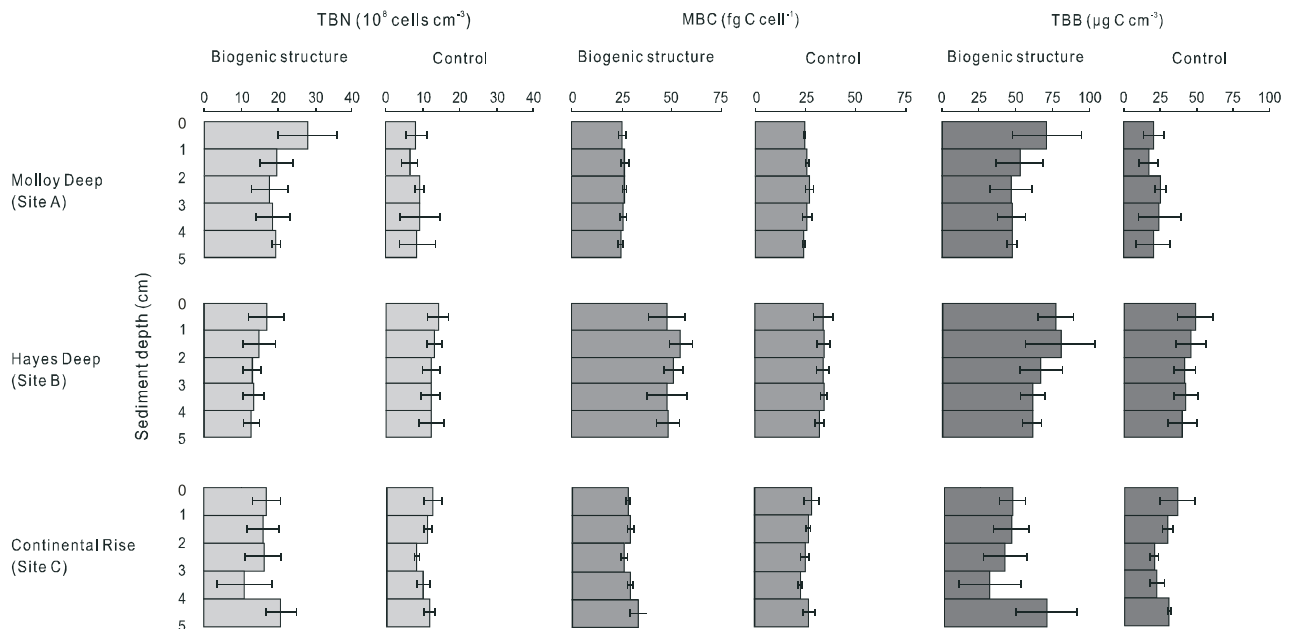 TBN (10⁸ cells cm⁻³) MBC (fg C cell⁻¹) TBB (µg C cm⁻³)
Biogenic structure Control Biogenic structure Control Biogenic structure Control
0 10 20 30 40 0 10 20 30 40 0 25 50 75 0 25 50 75 0 25 50 75 100 0 25 50 75 100
Molloy Deep
(Site A)
0
1
2
3
4
5
Sediment depth (cm)
Hayes Deep
(Site B)
0
1
2
3
4
5
Continental Rise
(Site C)
0
1
2
3
4
5